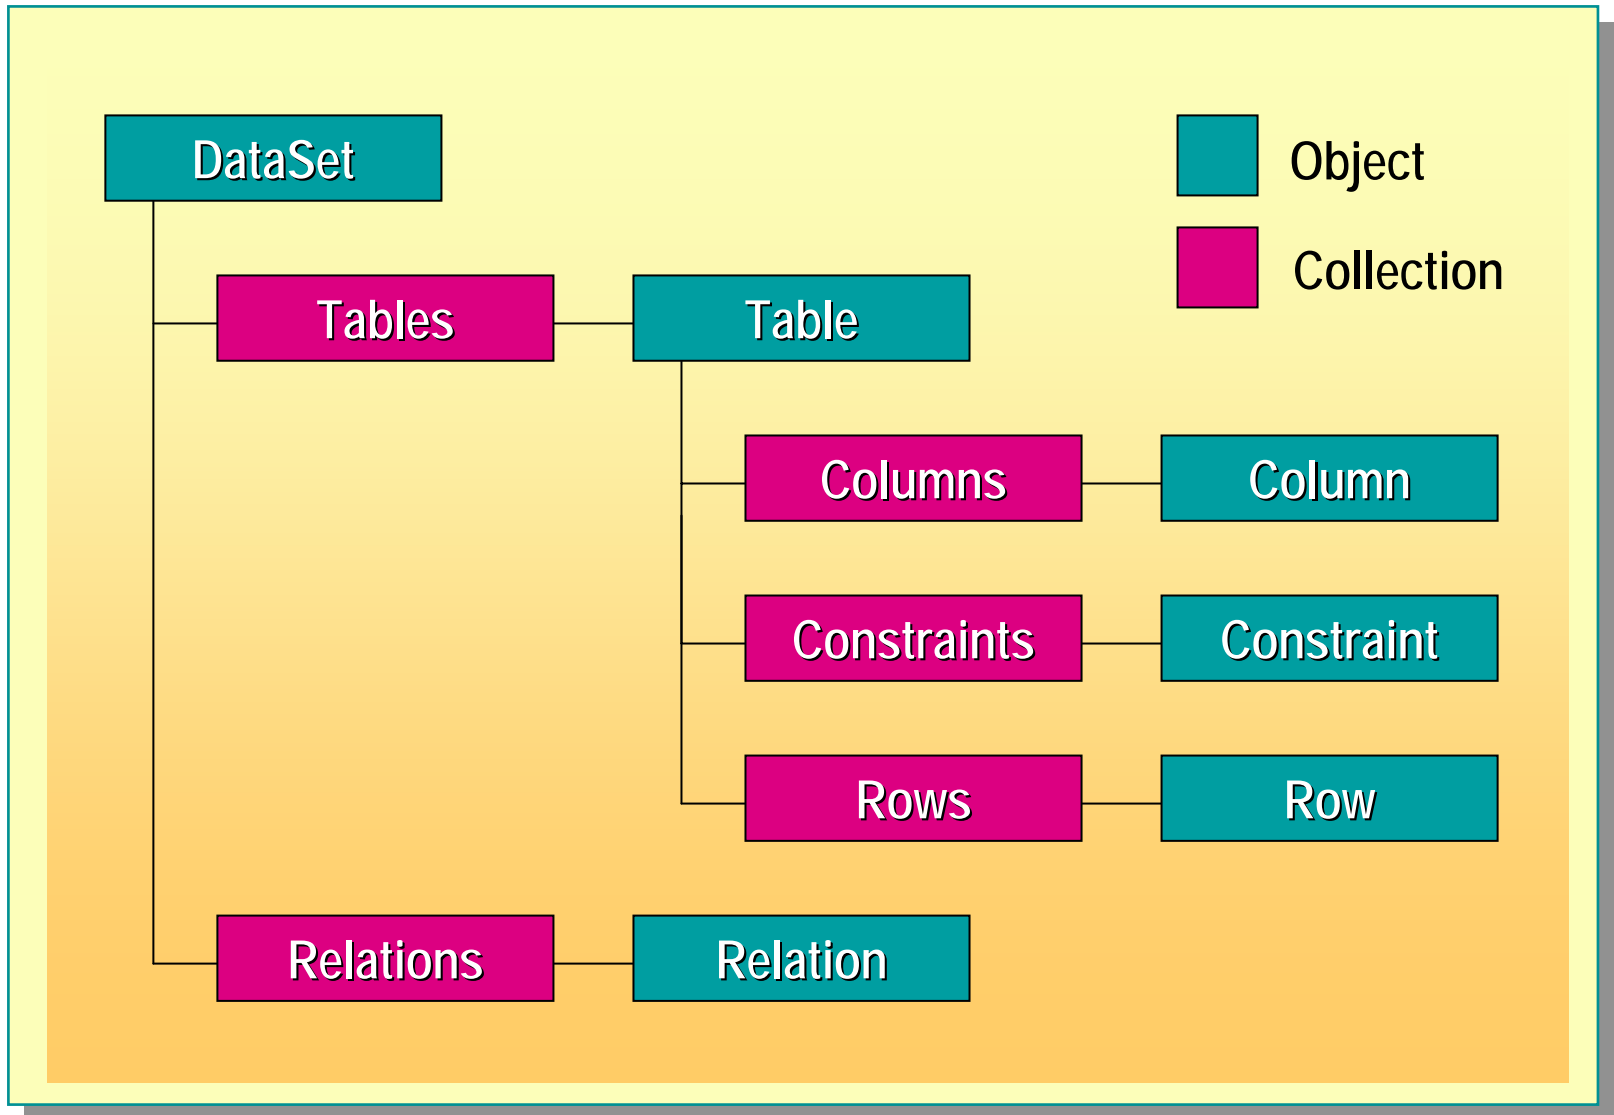 DataSet
Object
Collection
Tables
Table
Columns
Column
Constraints
Constraint
Rows
Row
Relations
Relation